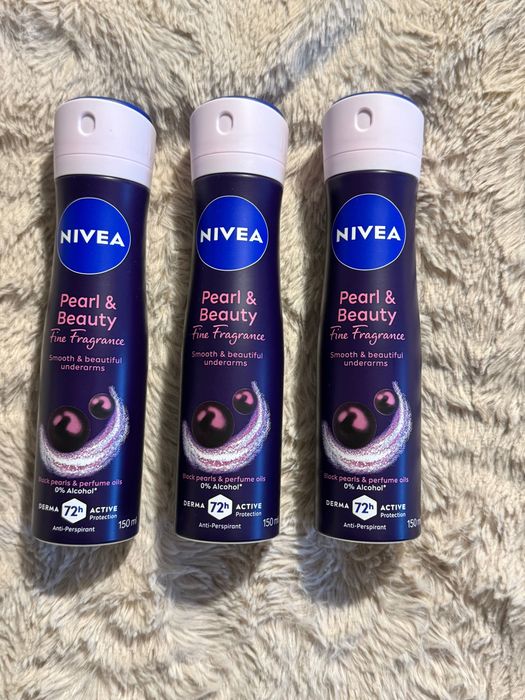 NIVEA
Pearl &
Beauty
Fine Fragrance
Smooth & beautiful
underarms
Black pearls & perfume oils
0% Alcohol*
DERMA 72h ACTIVE
Protection
Anti-Perspirant
150 ml
NIVEA
Pearl &
Beauty
Fine Fragrance
Smooth & beautiful
underarms
Black pearls & perfume oils
0% Alcohol*
DERMA 72h ACTIVE
Protection
Anti-Perspirant
150 ml
NIVEA
Pearl &
Beauty
Fine Fragrance
Smooth & beautiful
underarms
Black pearls & perfume oils
0% Alcohol*
DERMA 72h ACTIVE
Protection
Anti-Perspirant
150 ml